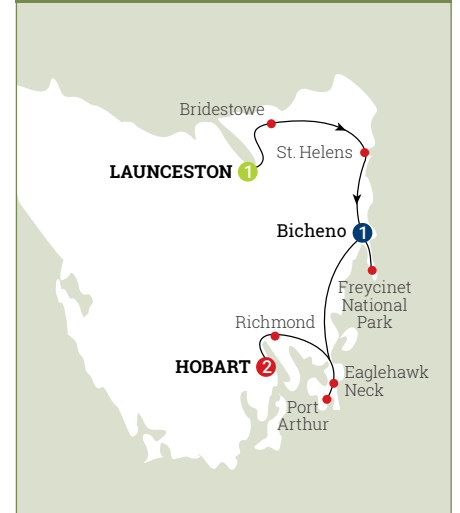 Bridestowe
St. Helens
LAUNCESTON 1
Bicheno 1
Freycinet
National
Park
Richmond
HOBART 2
Eaglehawk
Neck
Port
Arthur